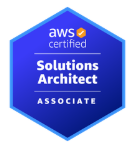 aws
certified
Solutions
Architect
ASSOCIATE